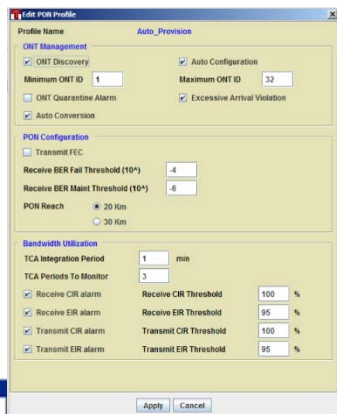 Edit PON Profile
Profile Name Auto_Provision
ONT Management
ONT Discovery Auto Configuration
Minimum ONT ID 1 Maximum ONT ID 32
ONT Quarantine Alarm Excessive Arrival Violation
Auto Conversion
PON Configuration
Transmit FEC
Receive BER Fail Threshold (10^) -4
Receive BER Maint Threshold (10^) -6
PON Reach 20 Km
30 Km
Bandwidth Utilization
TCA Integration Period 1 min
TCA Periods To Monitor 3
Receive CIR alarm Receive CIR Threshold 100 %
Receive EIR alarm Receive EIR Threshold 95 %
Transmit CIR alarm Transmit CIR Threshold 100 %
Transmit EIR alarm Transmit EIR Threshold 95 %
Apply Cancel